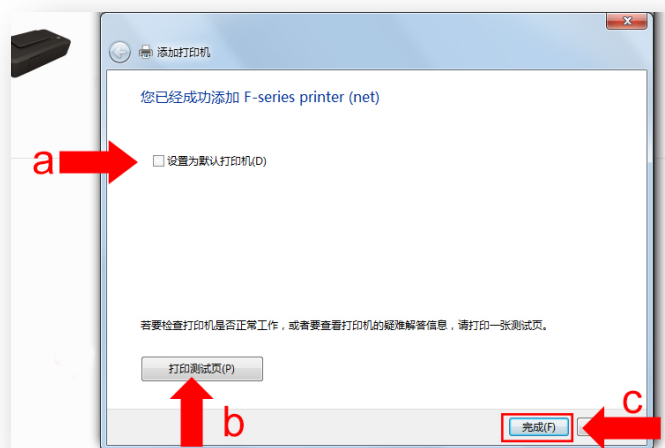 添加打印机
您已经成功添加 F-series printer (net)
a
设置为默认打印机(D)
若要检查打印机是否正常工作，或者要查看打印机的疑难解答信息，请打印一张测试页。
打印测试页(P)
b
完成(F)
c